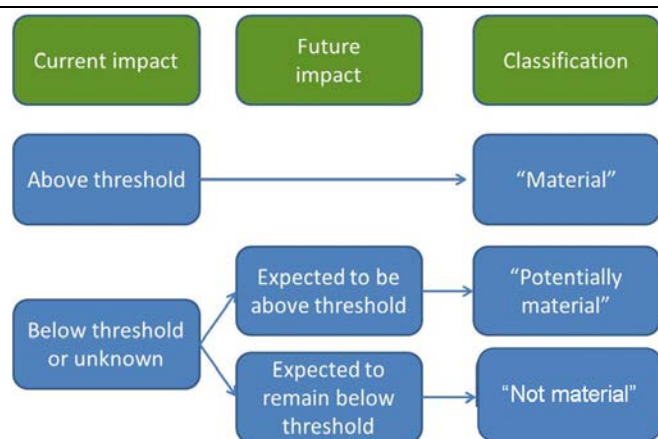 Current impact
Future
impact
Classification
Above threshold
“Material”
Below threshold
or unknown
Expected to be
above threshold
“Potentially
material”
Expected to
remain below
threshold
“Not material”